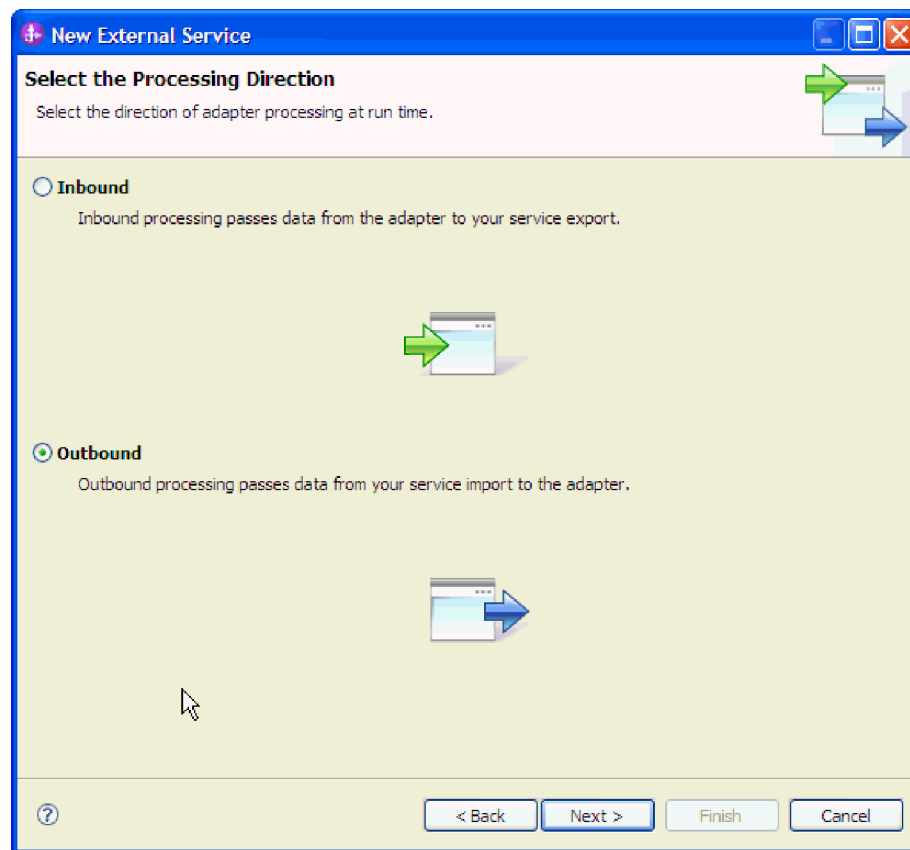 New External Service
Select the Processing Direction
Select the direction of adapter processing at run time.
Inbound
Inbound processing passes data from the adapter to your service export.
Outbound
Outbound processing passes data from your service import to the adapter.
?
< Back
Next >
Finish
Cancel